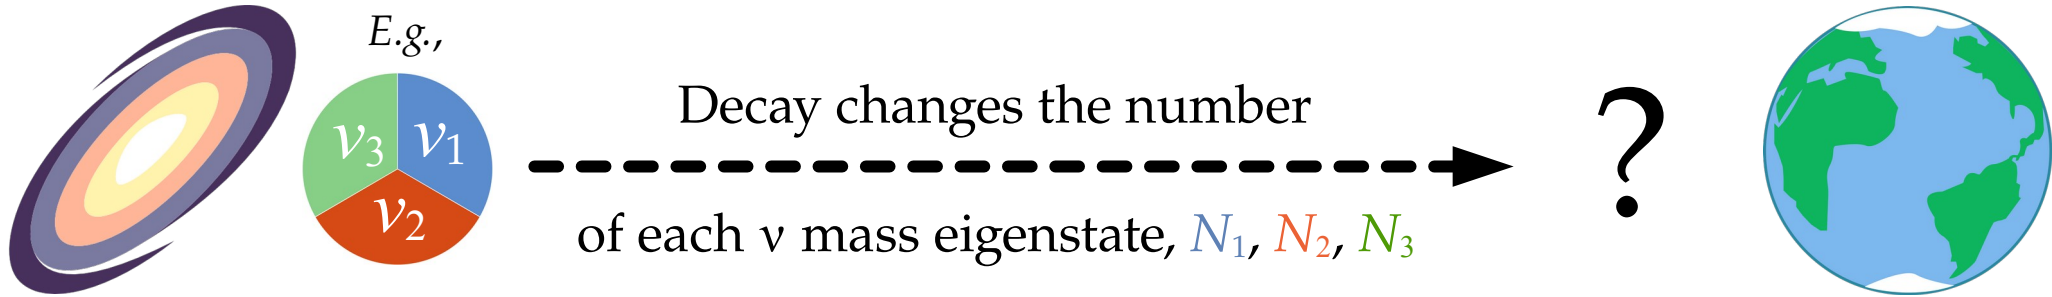 E.g.,
ν3
ν1
ν2
Decay changes the number
of each ν mass eigenstate, N1, N2, N3
?